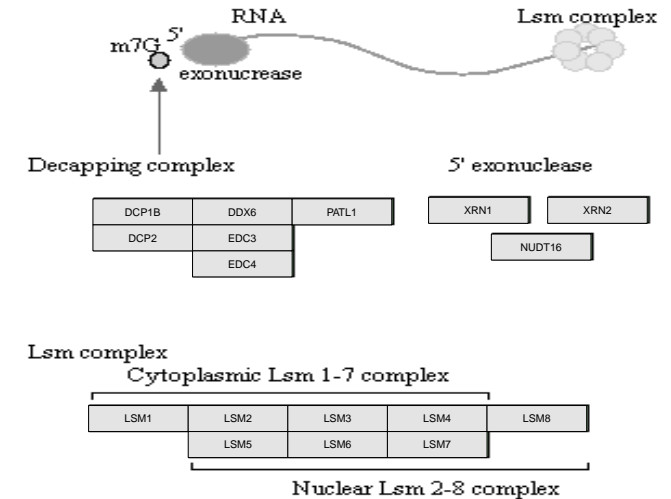 RNA
Lsm complex
5'
m7G
exonucrease
Decapping complex
5' exonuclease
DCP1B DDX6 PATL1
DCP2 EDC3
EDC4
XRN1 XRN2
NUDT16
Lsm complex
Cytoplasmic Lsm 1-7 complex
LSM1 LSM2 LSM3 LSM4 LSM8
LSM5 LSM6 LSM7
Nuclear Lsm 2-8 complex